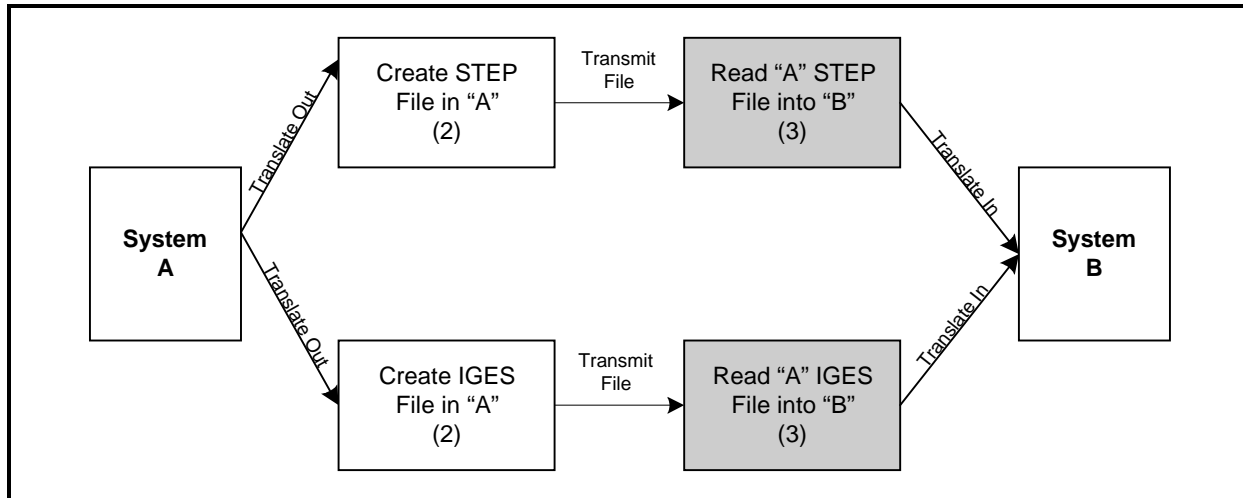 System
A
Translate Out
Create STEP
File in “A”
(2)
Transmit
File
Read “A” STEP
File into “B”
(3)
Translate In
Translate Out
Create IGES
File in “A”
(2)
Transmit
File
Read “A” IGES
File into “B”
(3)
Translate In
System
B